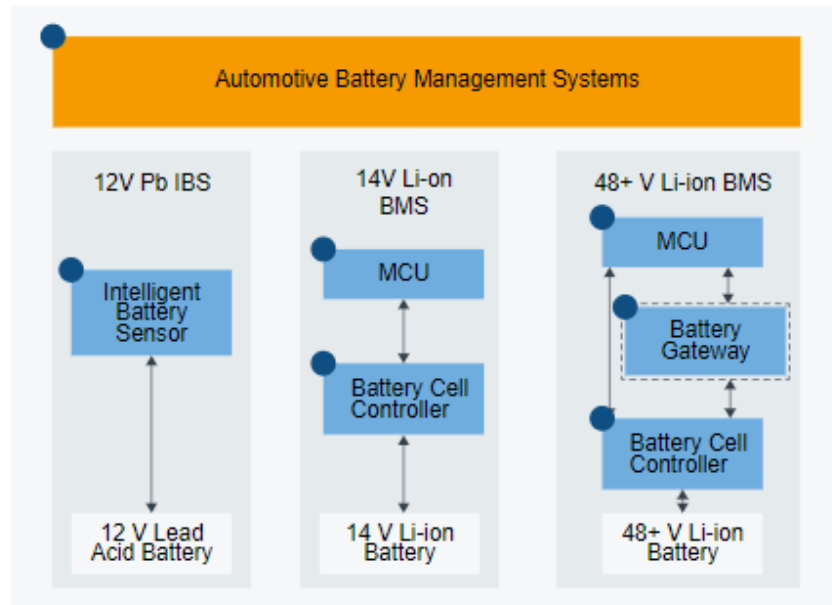 Automotive Battery Management Systems
12V Pb IBS
Intelligent
Battery
Sensor
12 V Lead
Acid Battery
14V Li-on
BMS
MCU
Battery Cell
Controller
14 V Li-ion
Battery
48+ V Li-ion BMS
MCU
Battery
Gateway
Battery Cell
Controller
48+ V Li-ion
Battery